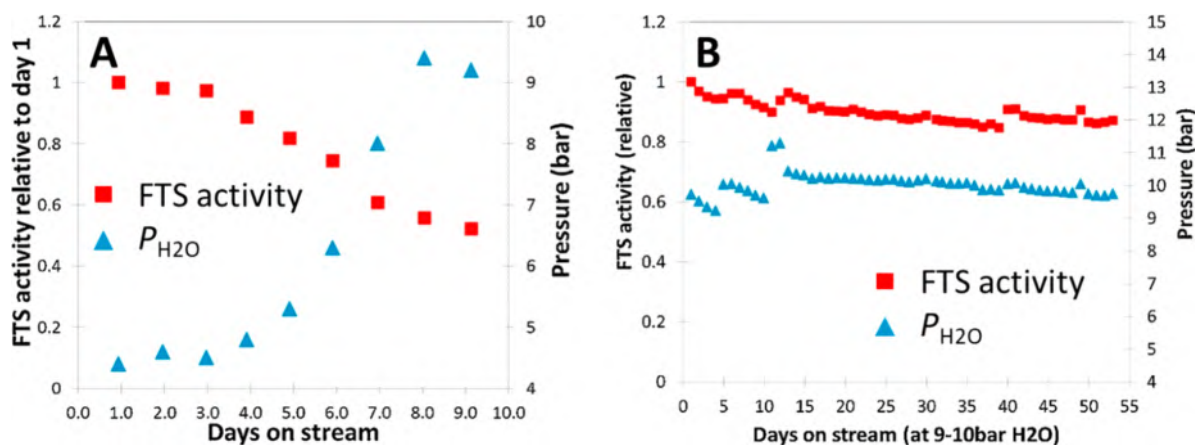 A
FTS activity relative to day 1
1.2
1
0.8
0.6
0.4
0.2
0
10
9
8
7
6
5
4
Pressure (bar)
FTS activity
P H2O
0.0 1.0 2.0 3.0 4.0 5.0 6.0 7.0 8.0 9.0 10.0
Days on stream
B
FTS activity (relative)
1.2
1
0.8
0.6
0.4
0.2
0
15
14
13
12
11
10
9
8
7
6
5
4
Pressure (bar)
FTS activity
P H2O
0 5 10 15 20 25 30 35 40 45 50 55
Days on stream (at 9-10bar H2O)